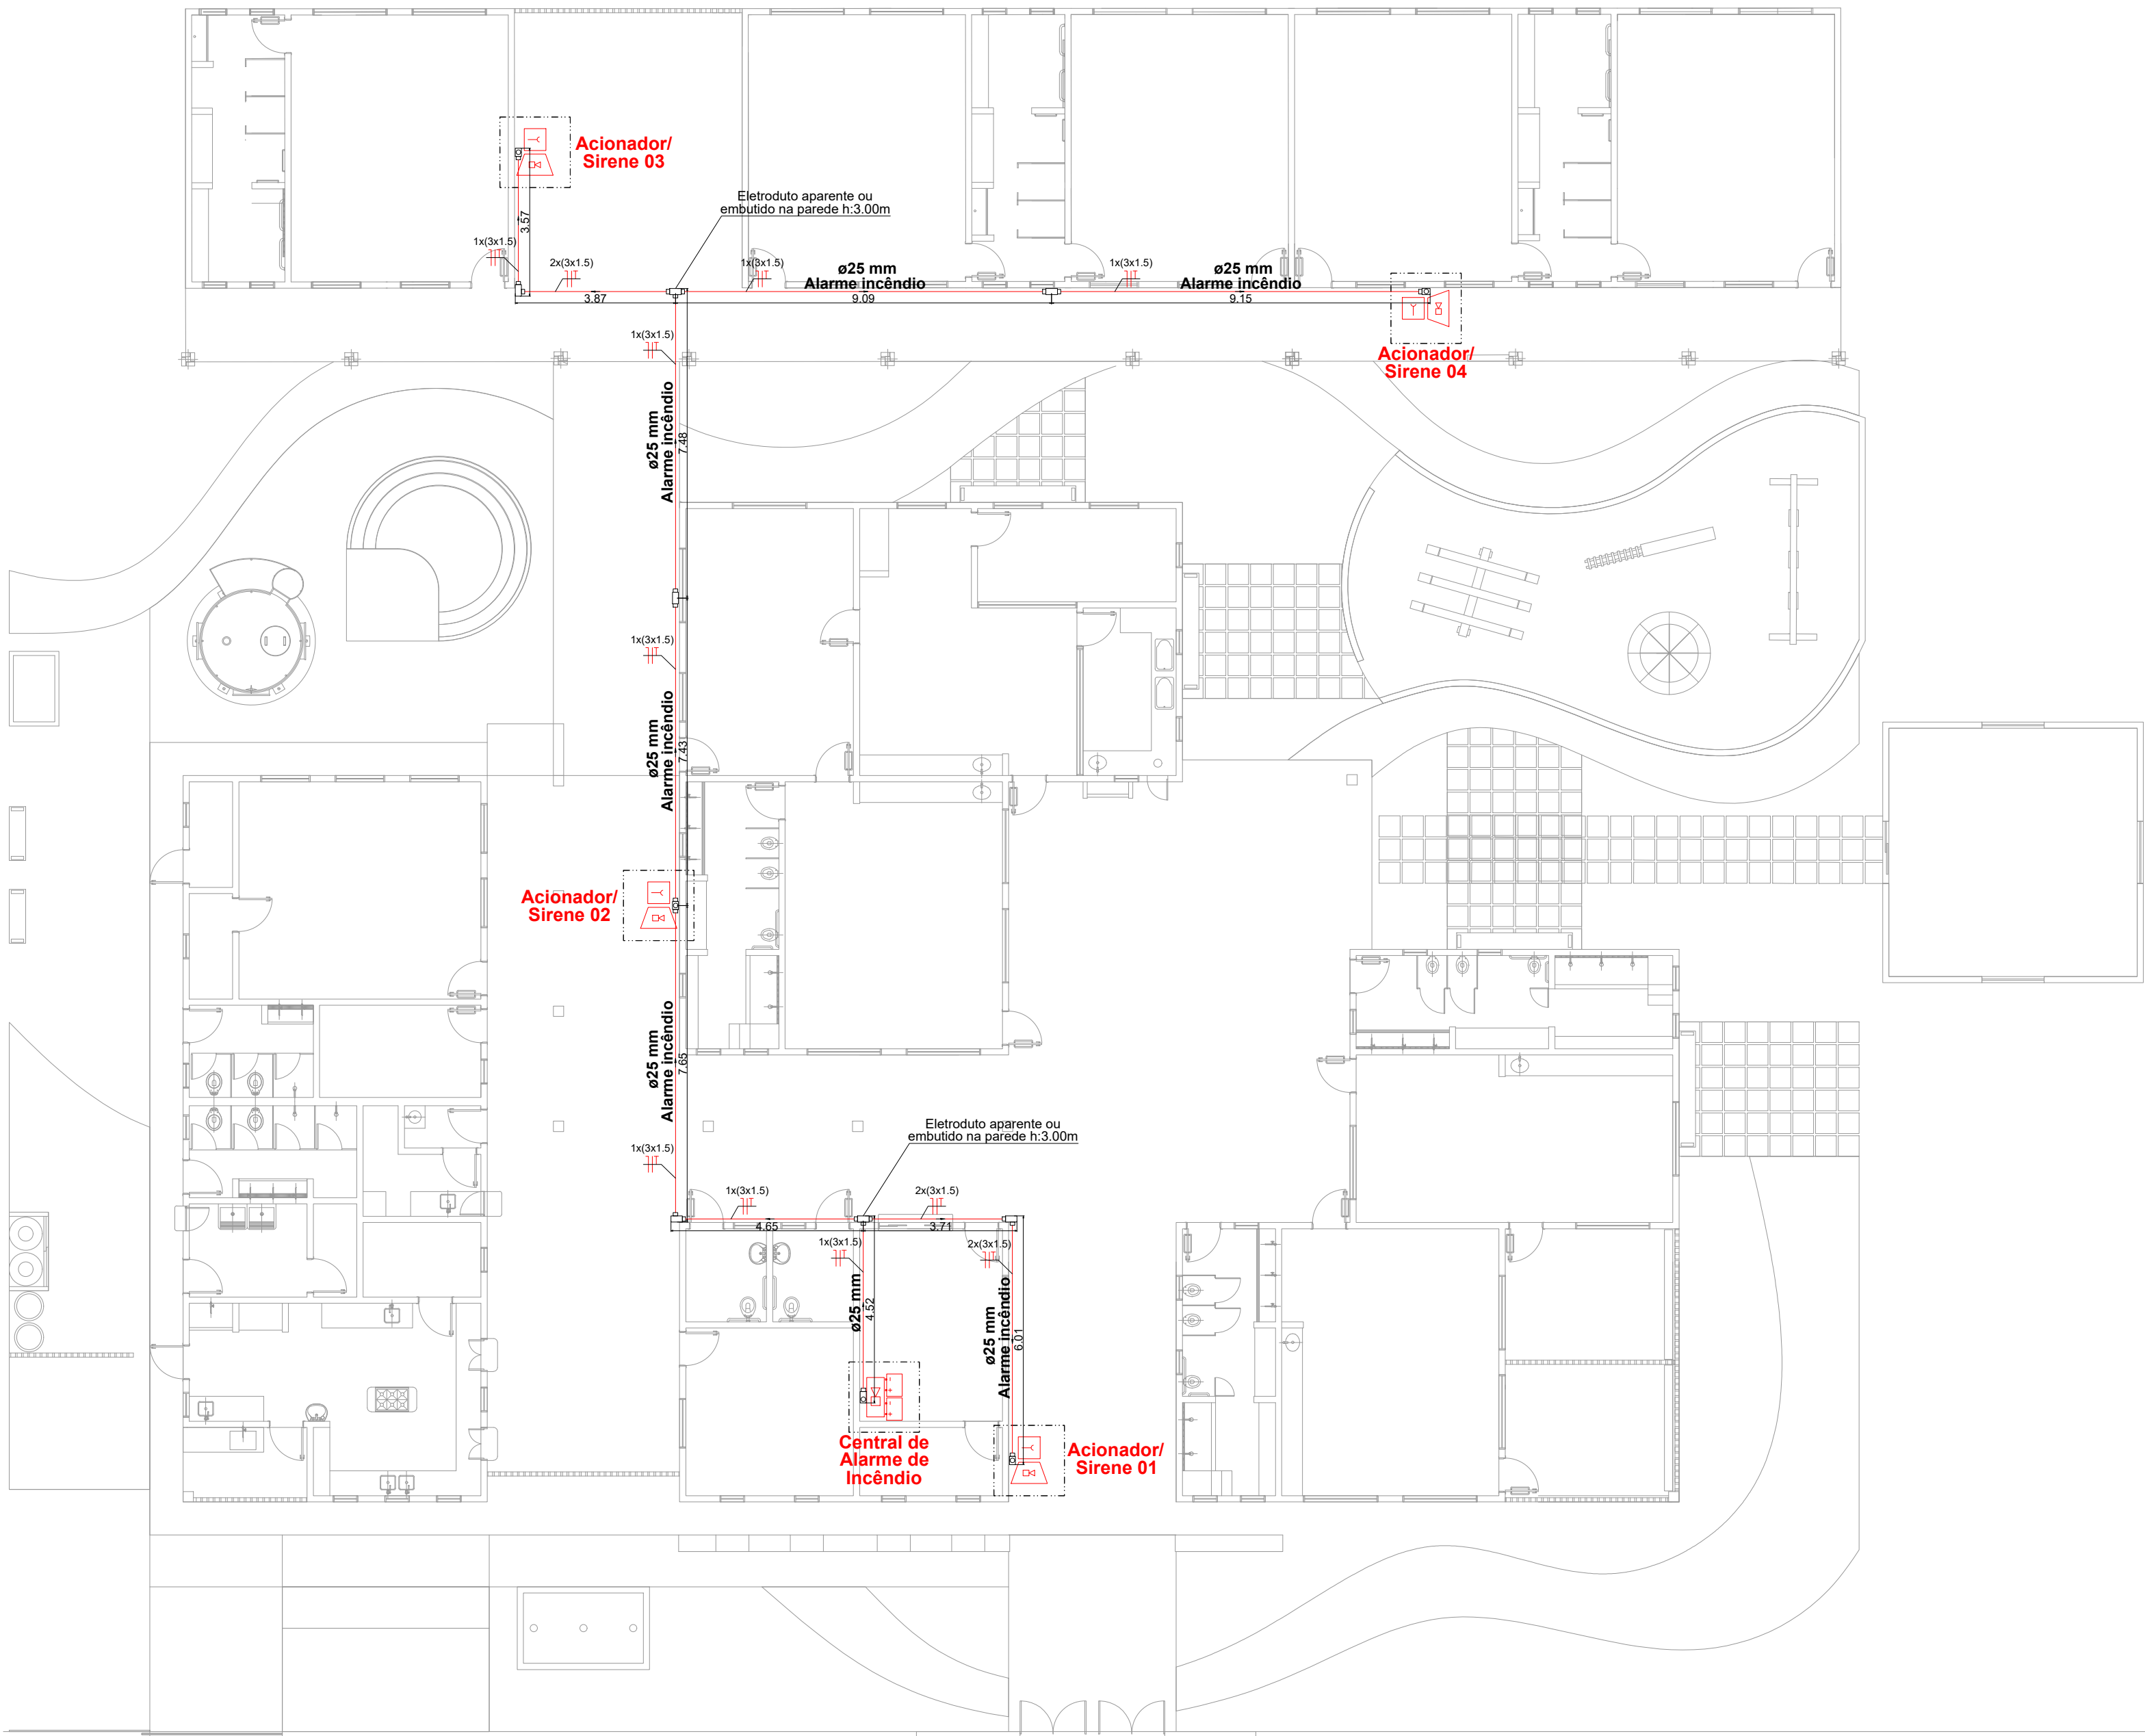 Acionador/
Sirene 03
Eletroduto aparente ou
embutido na parede h:3.00m
3.57
1x(3x1.5)
2x(3x1.5)
1x(3x1.5)
ø25 mm
Alarme incêndio
1x(3x1.5)
ø25 mm
Alarme incêndio
3.87
9.09
9.15
1x(3x1.5)
Acionador/
Sirene 04
ø25 mm
Alarme incêndio
7.48
1x(3x1.5)
ø25 mm
Alarme incêndio
7.43
Acionador/
Sirene 02
ø25 mm
Alarme incêndio
7.65
Eletroduto aparente ou
embutido na parede h:3.00m
1x(3x1.5)
1x(3x1.5)
2x(3x1.5)
4.65
3.71
1x(3x1.5)
2x(3x1.5)
ø25 mm
4.52
ø25 mm
Alarme incêndio
6.01
Central de
Alarme de
Incêndio
Acionador/
Sirene 01